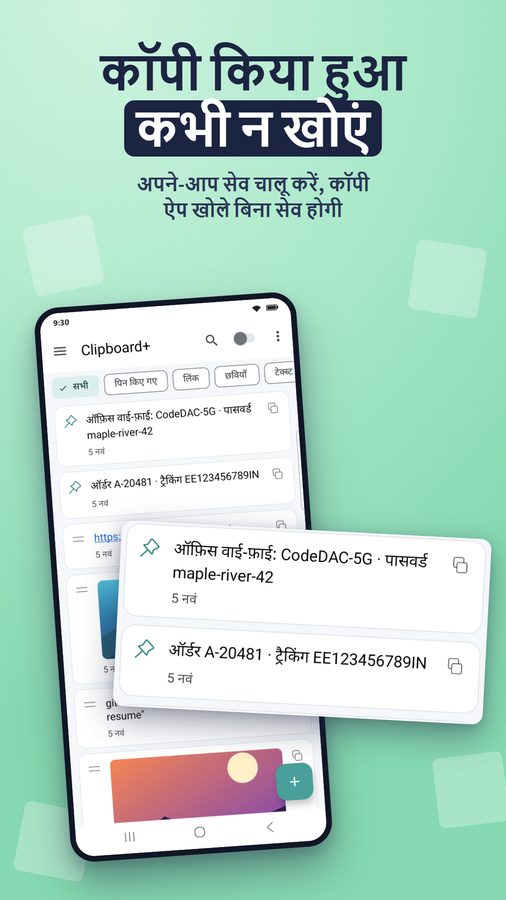 कॉपी किया हुआ
कभी न खोएं
अपने-आप सेव चालू करें, कॉपी
ऐप खोले बिना सेव होगी
9:30
Clipboard+
सभी
पिन किए गए
लिंक
छवियाँ
टेक्स्ट
ऑफ़िस वाई-फ़ाई: CodeDAC-5G · पासवर्ड
maple-river-42
5 नवं
ऑर्डर A-20481 · ट्रैकिंग EE123456789IN
5 नवं
https:
5 नवं
ऑफ़िस वाई-फ़ाई: CodeDAC-5G · पासवर्ड
maple-river-42
5 नवं
ऑर्डर A-20481 · ट्रैकिंग EE123456789IN
5 नवं
resume"
5 नवं